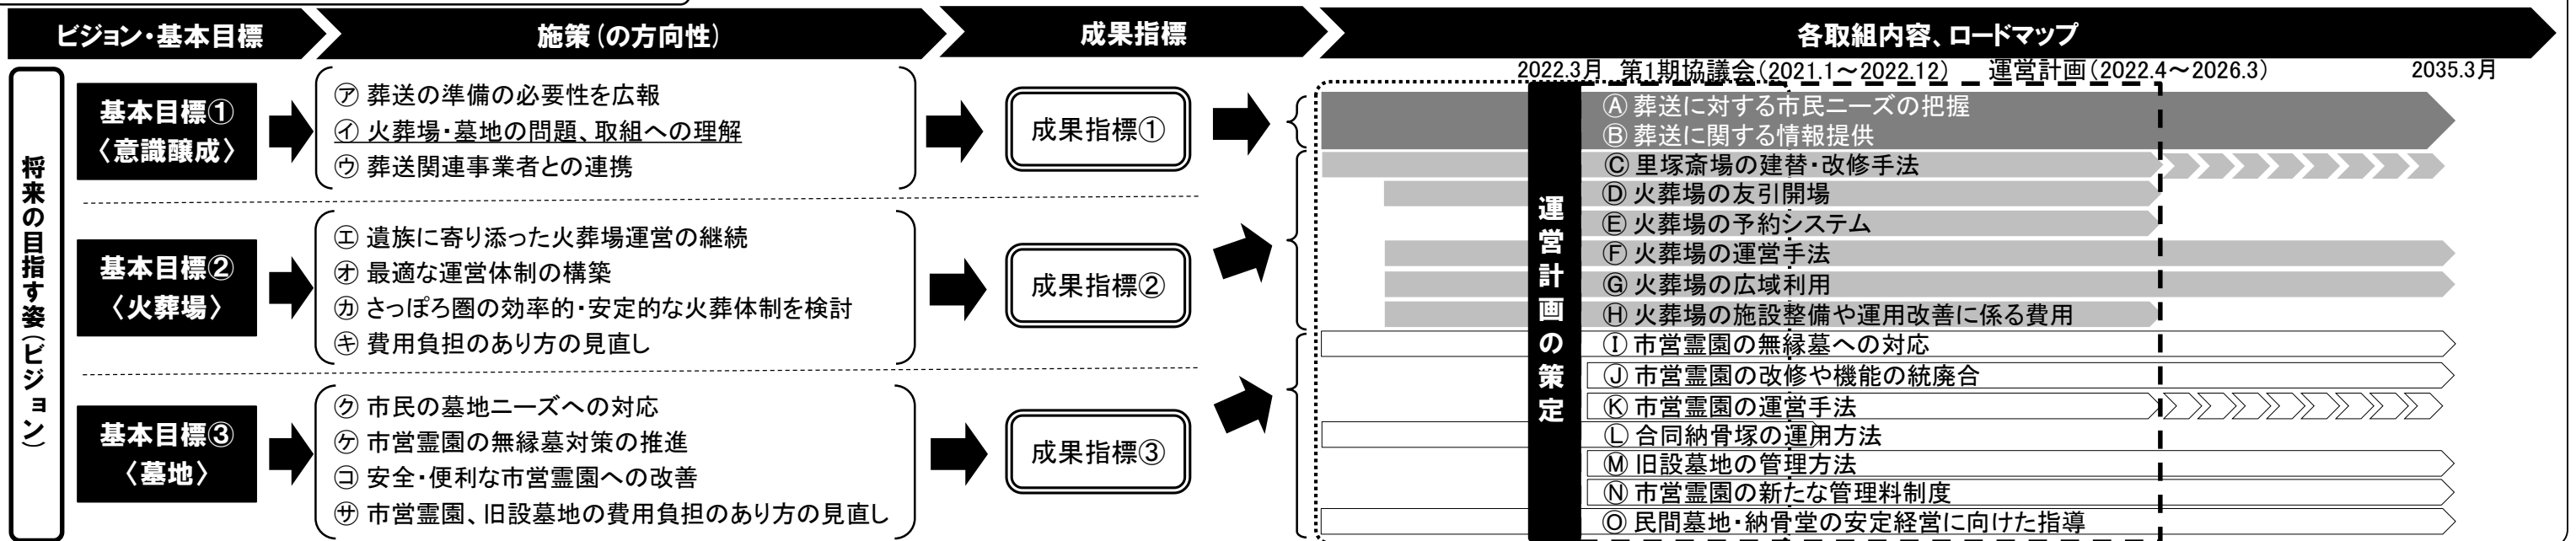 ビジョン・基本目標
施策(の方向性)
成果指標
各取組内容、ロードマップ
2022.3月 第1期協議会(2021.1～2022.12) 運営計画(2022.4～2026.3) 2035.3月
将来の目指す姿(ビジョン)
基本目標①
〈意識醸成〉
㋐ 葬送の準備の必要性を広報
㋑ 火葬場・墓地の問題、取組への理解
㋒ 葬送関連事業者との連携
成果指標①
基本目標②
〈火葬場〉
㋓ 遺族に寄り添った火葬場運営の継続
㋔ 最適な運営体制の構築
㋕ さっぽろ圏の効率的・安定的な火葬体制を検討
㋖ 費用負担のあり方の見直し
成果指標②
基本目標③
〈墓地〉
㋗ 市民の墓地ニーズへの対応
㋘ 市営霊園の無縁墓対策の推進
㋙ 安全・便利な市営霊園への改善
㋚ 市営霊園、旧設墓地の費用負担のあり方の見直し
成果指標③
運営計画の策定
Ⓐ 葬送に対する市民ニーズの把握
Ⓑ 葬送に関する情報提供
Ⓒ 里塚斎場の建替・改修手法
Ⓓ 火葬場の友引開場
Ⓔ 火葬場の予約システム
Ⓕ 火葬場の運営手法
Ⓖ 火葬場の広域利用
Ⓗ 火葬場の施設整備や運用改善に係る費用
Ⓘ 市営霊園の無縁墓への対応
Ⓙ 市営霊園の改修や機能の統廃合
Ⓚ 市営霊園の運営手法
Ⓛ 合同納骨塚の運用方法
Ⓜ 旧設墓地の管理方法
Ⓝ 市営霊園の新たな管理料制度
Ⓞ 民間墓地・納骨堂の安定経営に向けた指導